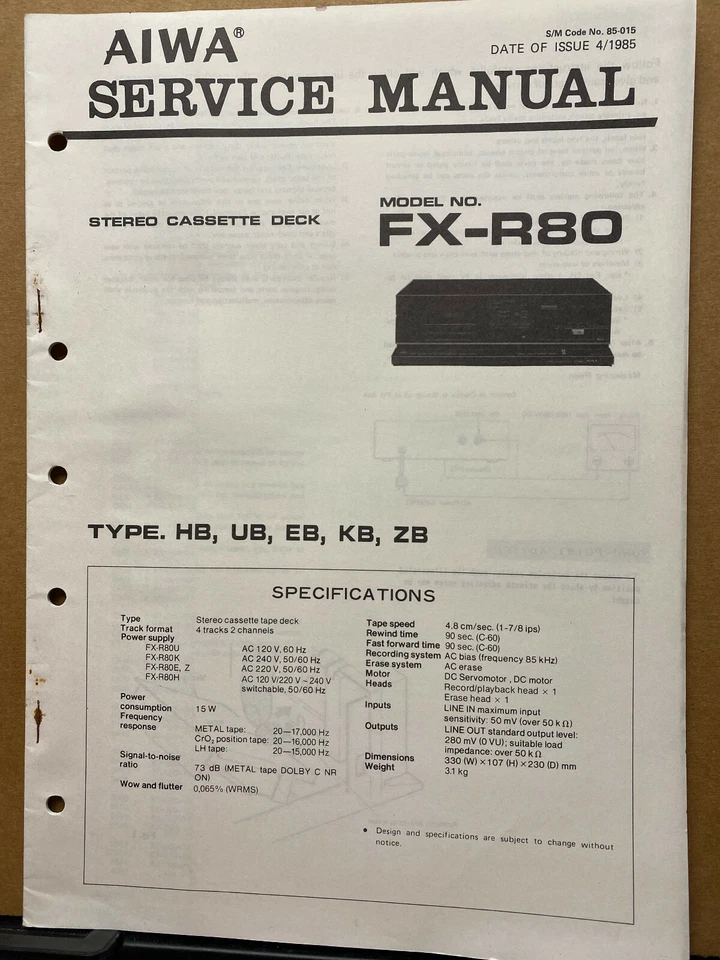 AIWA®
S/M Code No. 85-015
DATE OF ISSUE 4/1985
SERVICE MANUAL
STEREO CASSETTE DECK
MODEL NO.
FX-R80
TYPE. HB, UB, EB, KB, ZB
SPECIFICATIONS
Type Stereo cassette tape deck
Track format 4 tracks 2 channels
Power supply
FX-R80U AC 120 V, 60 Hz
FX-R80K AC 240 V, 50/60 Hz
FX-R80E, Z AC 220 V, 50/60 Hz
FX-R80H AC 120 V/220 V ~ 240 V
switchable, 50/60 Hz
Power
consumption 15 W
Frequency
response METAL tape: 20—17,000 Hz
CrO₂ position tape: 20—16,000 Hz
LH tape: 20—15,000 Hz
Signal-to-noise
ratio 73 dB (METAL tape DOLBY C NR
ON)
Wow and flutter 0,065% (WRMS)
Tape speed 4.8 cm/sec. (1-7/8 ips)
Rewind time 90 sec. (C-60)
Fast forward time 90 sec. (C-60)
Recording system AC bias (frequency 85 kHz)
Erase system AC erase
Motor DC Servomotor, DC motor
Heads Record/playback head × 1
Erase head × 1
Inputs LINE IN maximum input
sensitivity: 50 mV (over 50 kΩ)
Outputs LINE OUT standard output level:
280 mV (0 VU); suitable load
impedance: over 50 kΩ
Dimensions 330 (W) × 107 (H) × 230 (D) mm
Weight 3.1 kg
• Design and specifications are subject to change without
notice.